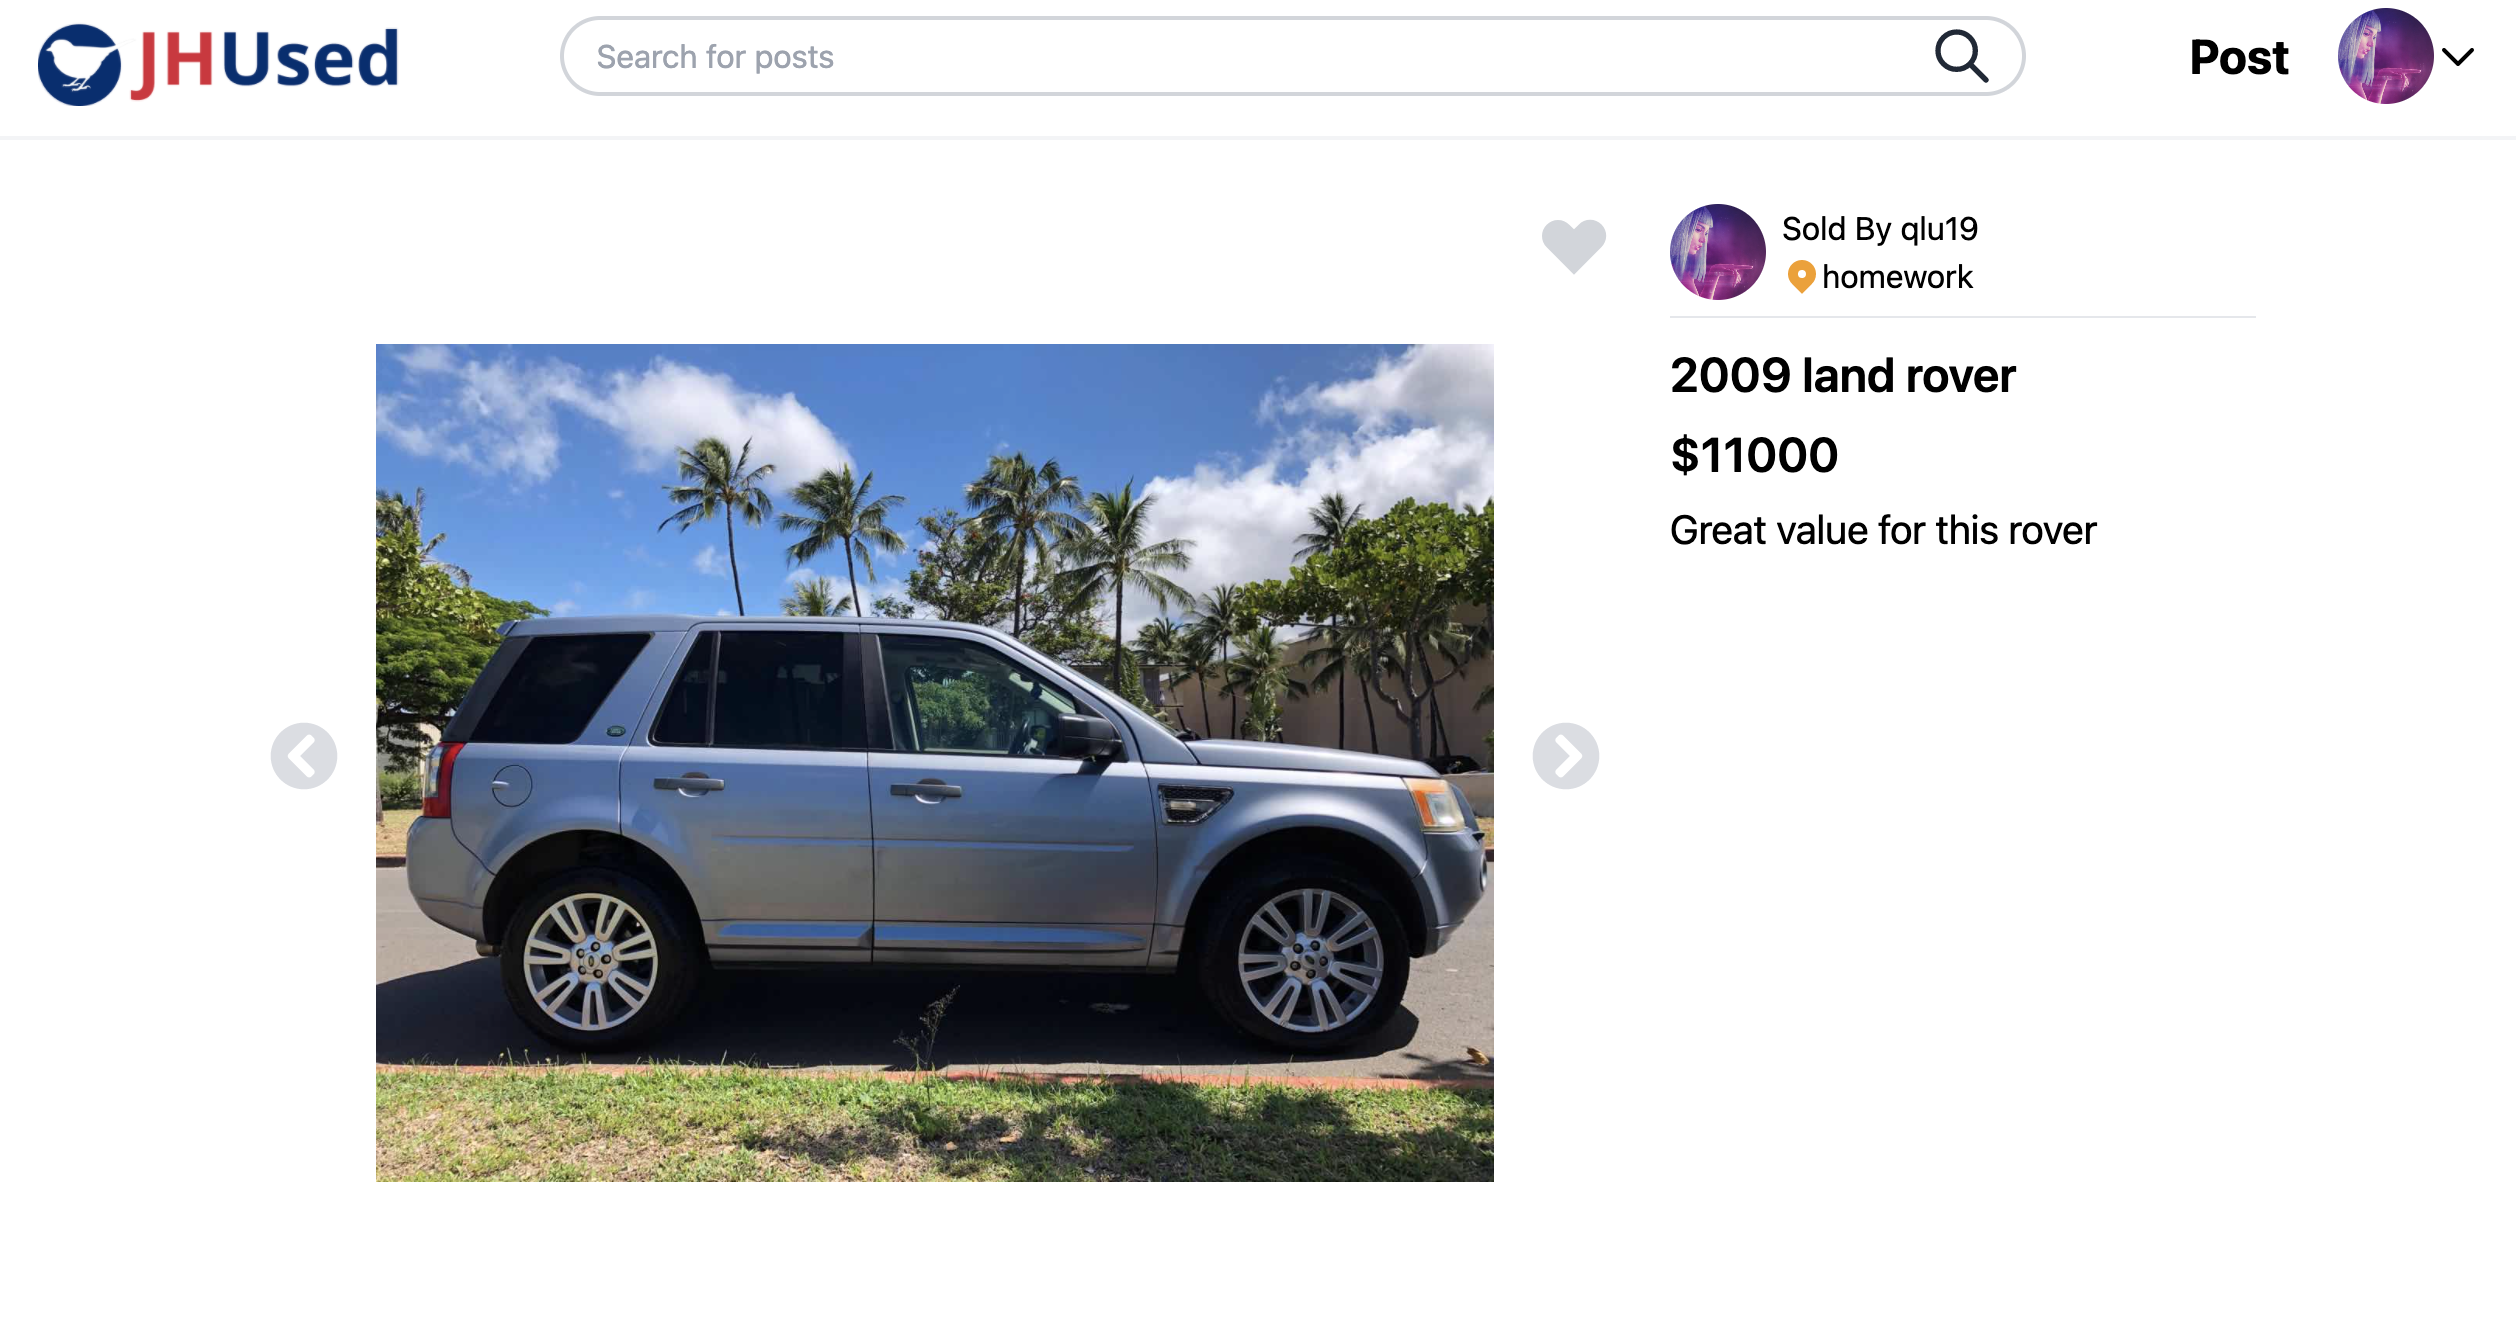 JHUsed
Search for posts
Post
Sold By qlu19
homework
2009 land rover
$11000
Great value for this rover